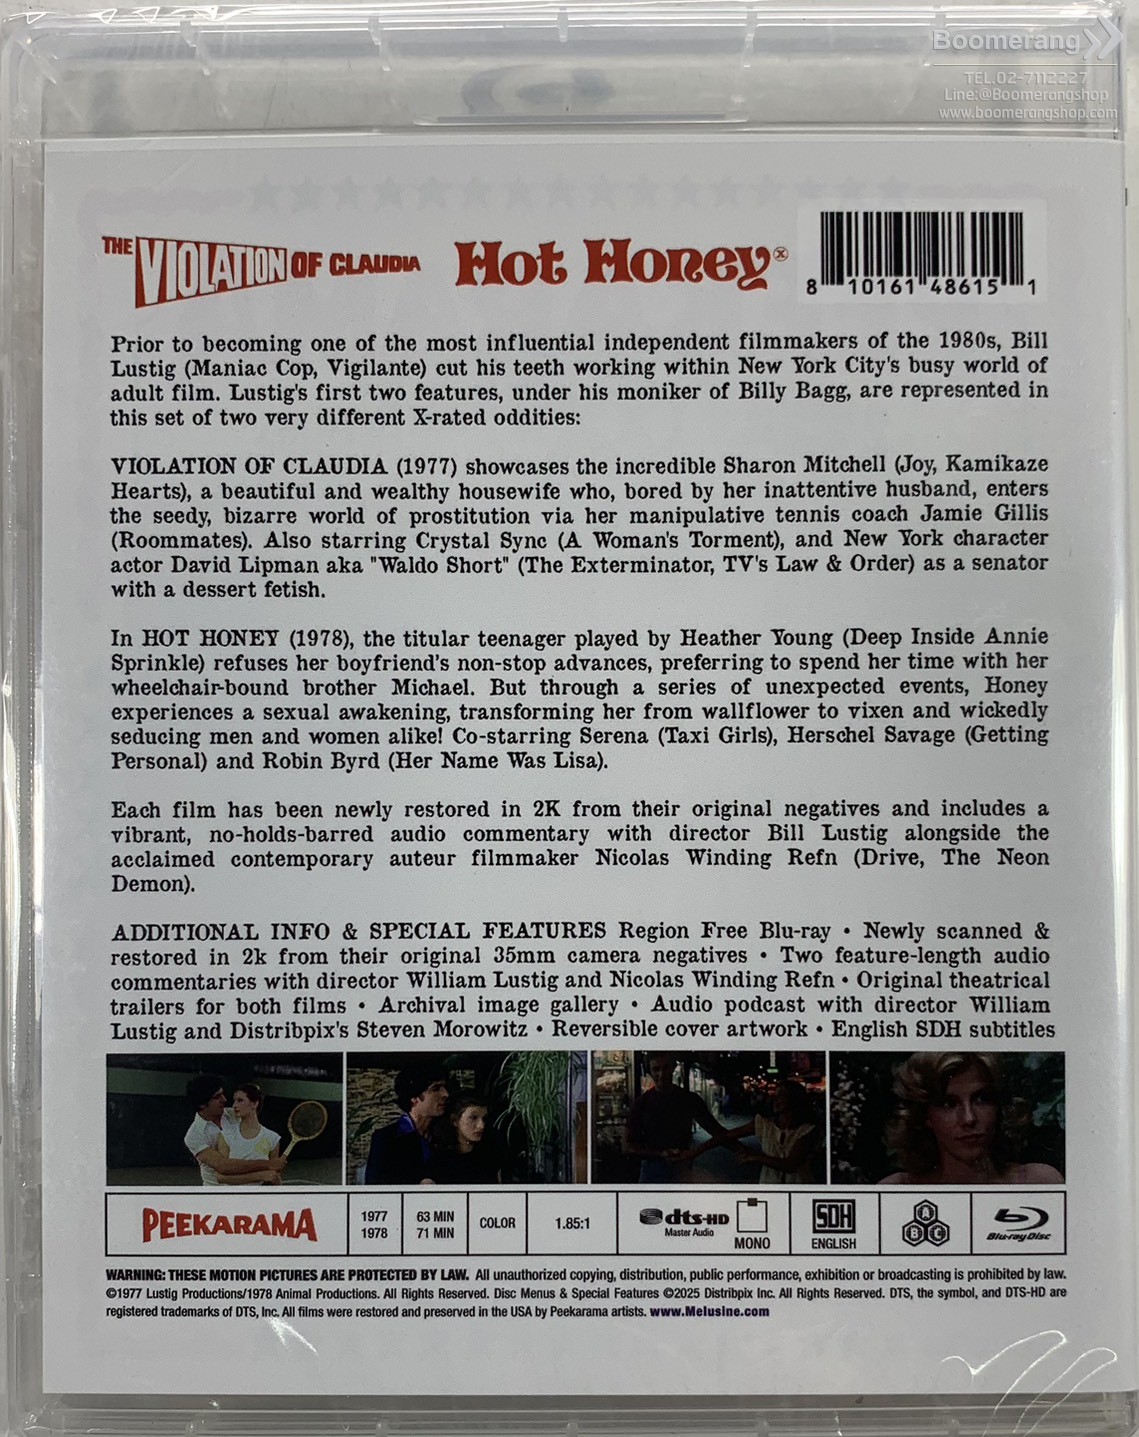 Boomerang
TEL.02-7112227
Line:@Boomerangshop
www.boomerangshop.com
THE VIOLATION OF CLAUDIA
Hot Honey
8 10161 48615 1
Prior to becoming one of the most influential independent filmmakers of the 1980s, Bill
Lustig (Maniac Cop, Vigilante) cut his teeth working within New York City's busy world of
adult film. Lustig's first two features, under his moniker of Billy Bagg, are represented in
this set of two very different X-rated oddities:
VIOLATION OF CLAUDIA (1977) showcases the incredible Sharon Mitchell (Joy, Kamikaze
Hearts), a beautiful and wealthy housewife who, bored by her inattentive husband, enters
the seedy, bizarre world of prostitution via her manipulative tennis coach Jamie Gillis
(Roommates). Also starring Crystal Sync (A Woman's Torment), and New York character
actor David Lipman aka "Waldo Short" (The Exterminator, TV's Law & Order) as a senator
with a dessert fetish.
In HOT HONEY (1978), the titular teenager played by Heather Young (Deep Inside Annie
Sprinkle) refuses her boyfriend's non-stop advances, preferring to spend her time with her
wheelchair-bound brother Michael. But through a series of unexpected events, Honey
experiences a sexual awakening, transforming her from wallflower to vixen and wickedly
seducing men and women alike! Co-starring Serena (Taxi Girls), Herschel Savage (Getting
Personal) and Robin Byrd (Her Name Was Lisa).
Each film has been newly restored in 2K from their original negatives and includes a
vibrant, no-holds-barred audio commentary with director Bill Lustig alongside the
acclaimed contemporary auteur filmmaker Nicolas Winding Refn (Drive, The Neon
Demon).
ADDITIONAL INFO & SPECIAL FEATURES Region Free Blu-ray • Newly scanned &
restored in 2k from their original 35mm camera negatives • Two feature-length audio
commentaries with director William Lustig and Nicolas Winding Refn • Original theatrical
trailers for both films • Archival image gallery • Audio podcast with director William
Lustig and Distribpix's Steven Morowitz • Reversible cover artwork • English SDH subtitles
PEEKARAMA
1977
1978
63 MIN
71 MIN
COLOR
1.85:1
dts-HD
Master Audio
MONO
SDH
ENGLISH
A
B C
Blu-ray Disc
WARNING: THESE MOTION PICTURES ARE PROTECTED BY LAW. All unauthorized copying, distribution, public performance, exhibition or broadcasting is prohibited by law.
©1977 Lustig Productions/1978 Animal Productions. All Rights Reserved. Disc Menus & Special Features ©2025 Distribpix Inc. All Rights Reserved. DTS, the symbol, and DTS-HD are
registered trademarks of DTS, Inc. All films were restored and preserved in the USA by Peekarama artists. www.Melusine.com